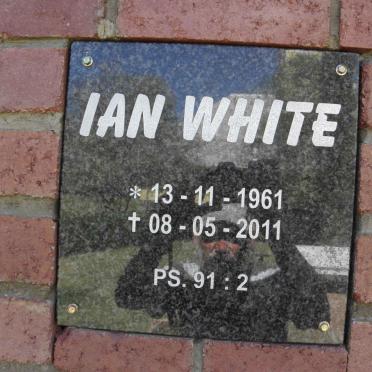 IAN WHITE
* 13 - 11 - 1961
✝ 08 - 05 - 2011
PS. 91 : 2